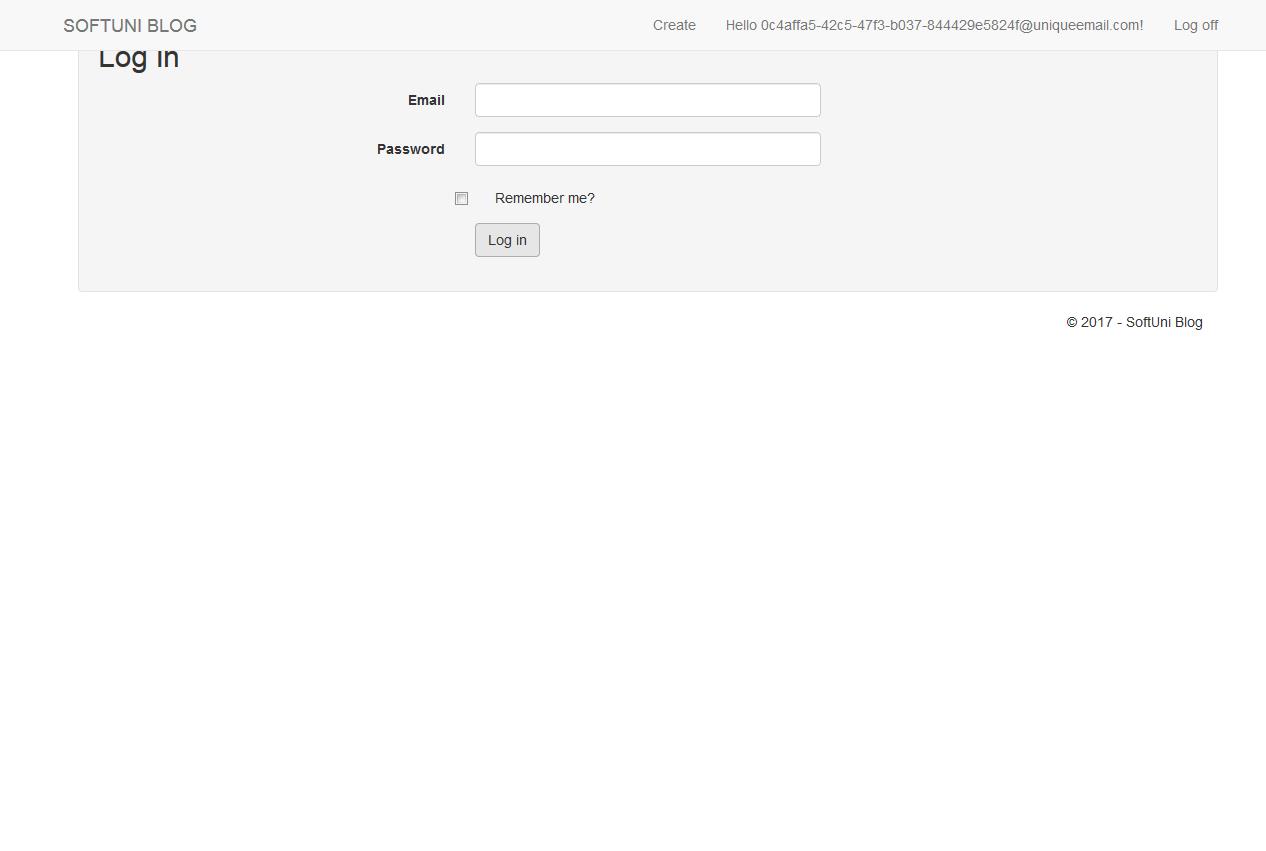 SOFTUNI BLOG Create Hello 0c4affa5-42c5-47f3-b037-844429e5824f@uniqueemail.com! Log off
Log in
Email
Password
Remember me?
Log in
© 2017 - SoftUni Blog